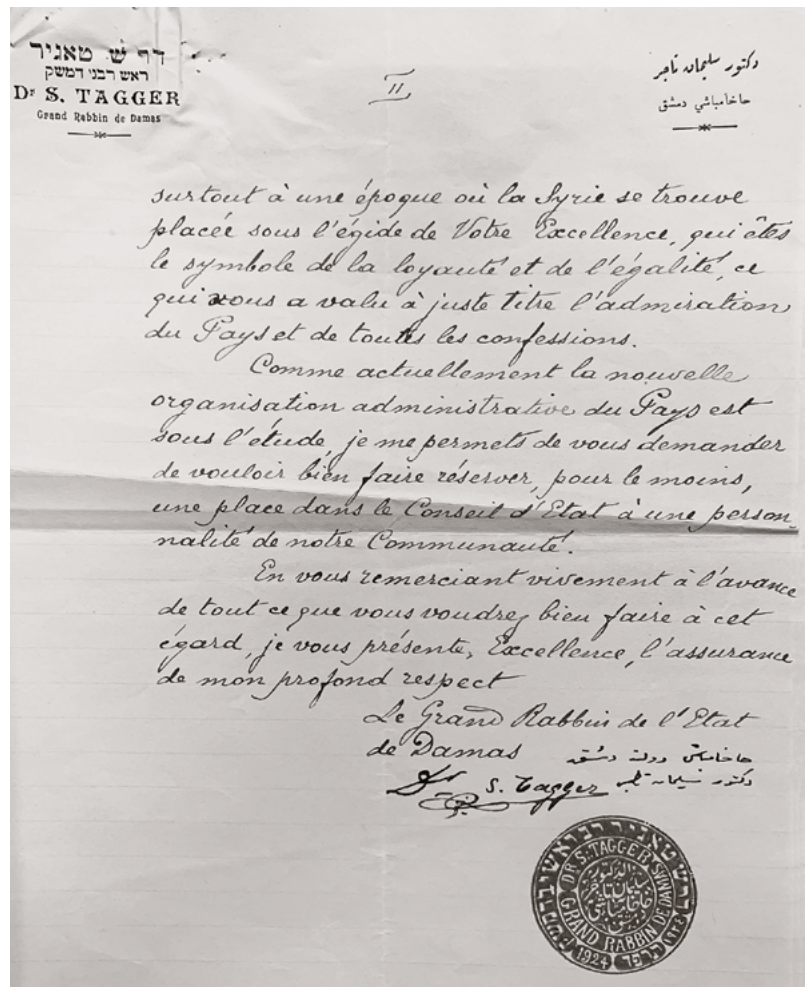 דר ש. טאגיר
ראש רבני דמשק
Dr S. TAGGER
Grand Rabbin de Damas
II
دكتور سليمان تاجر
حاخامباشي دمشق
surtout à une époque où la Syrie se trouve
placée sous l'égide de Votre Excellence, qui êtes
le symbole de la loyauté et de l'égalité, ce
qui vous a valu à juste titre l'admiration
du Pays et de toutes les confessions.
Comme actuellement la nouvelle
organisation administrative du Pays est
sous l'étude, je me permets de vous demander
de vouloir bien faire réserver, pour le moins,
une place dans le Conseil d'Etat à une person-
nalité de notre Communauté.
En vous remerciant vivement à l'avance
de tout ce que vous voudrez bien faire à cet
égard, je vous présente, Excellence, l'assurance
de mon profond respect
Le Grand Rabbin de l'Etat
de Damas
حاخامباشي دولة دمشق
Dr S. Tagger
دكتور سليمان تاجر
DR S. TAGGER
GRAND RABBIN DE DAMAS
1924